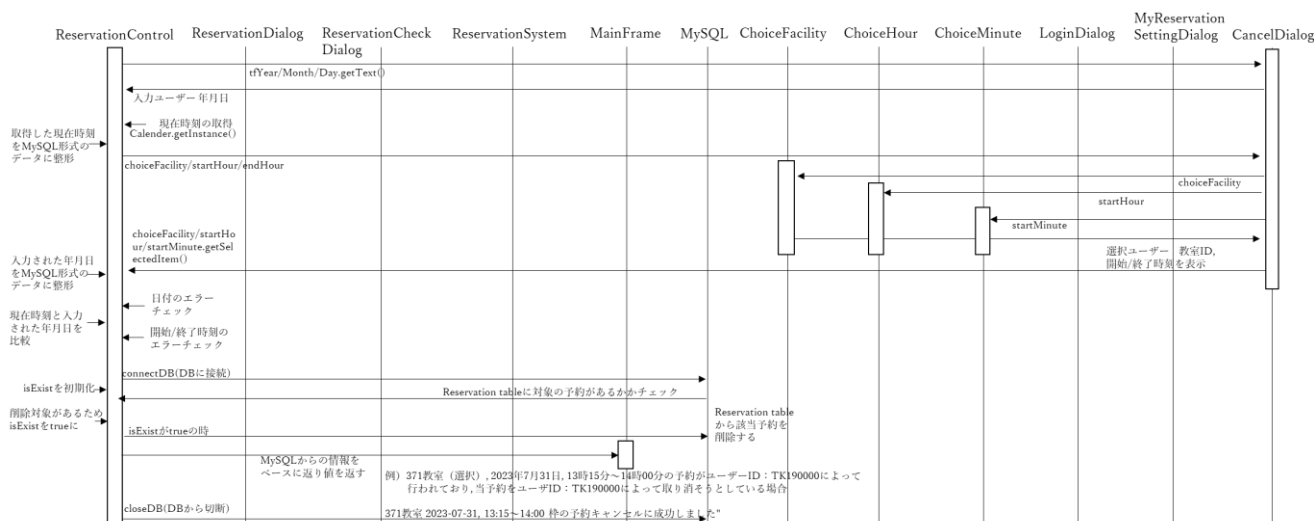 ReservationControl
ReservationDialog
ReservationCheck
Dialog
ReservationSystem
MainFrame
MySQL
ChoiceFacility
ChoiceHour
ChoiceMinute
LoginDialog
MyReservation
SettingDialog
CancelDialog
tfYear/Month/Day.getText()
入力ユーザー 年月日
現在時刻の取得
Calender.getInstance()
取得した現在時刻
をMySQL形式の
データに整形
choiceFacility/startHour/endHour
choiceFacility
startHour
startMinute
choiceFacility/startHo
ur/startMinute.getSel
ectedItem()
選択ユーザー 教室ID,
開始/終了時刻を表示
入力された年月日
をMySQL形式の
データに整形
日付のエラー
チェック
現在時刻と入力
された年月日を
比較
開始/終了時刻の
エラーチェック
connectDB(DBに接続)
isExistを初期化
Reservation tableに対象の予約があるかかチェック
削除対象があるため
isExistをtrueに
isExistがtrueの時
Reservation table
から該当予約を
削除する
MySQLからの情報を
ベースに返り値を返す
例）371教室（選択）, 2023年7月31日, 13時15分～14時00分の予約がユーザーID：TK190000によって
行われており, 当予約をユーザID：TK190000によって取り消そうとしている場合
closeDB(DBから切断)
371教室 2023-07-31, 13:15～14:00 枠の予約キャンセルに成功しました"